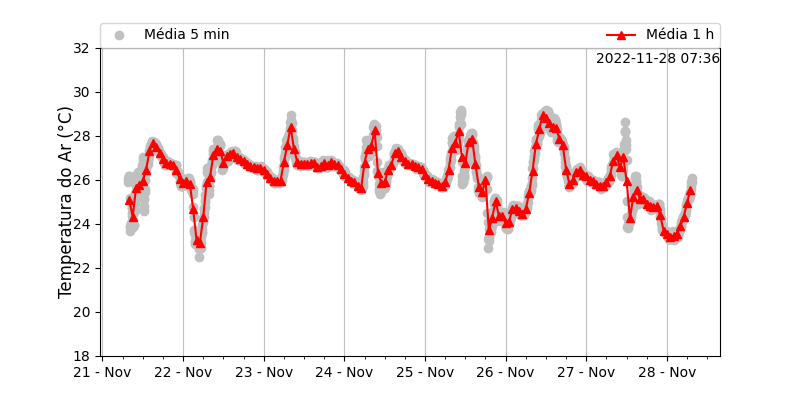 Média 5 min
Média 1 h
2022-11-28 07:36
Temperatura do Ar (°C)
32
30
28
26
24
22
20
18
21 - Nov
22 - Nov
23 - Nov
24 - Nov
25 - Nov
26 - Nov
27 - Nov
28 - Nov